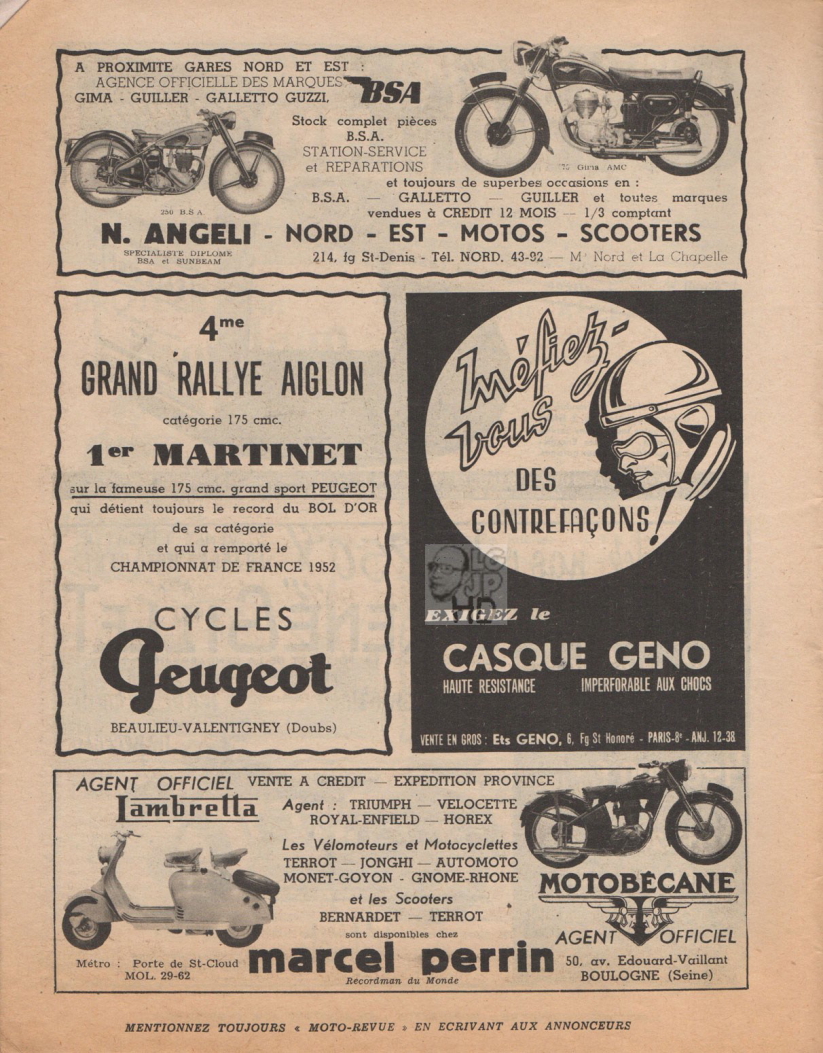 A PROXIMITE GARES NORD ET EST :
AGENCE OFFICIELLE DES MARQUES
GIMA - GUILLER - GALLETTO GUZZI,
BSA
Stock complet pièces
B.S.A.
STATION-SERVICE
et REPARATIONS
250 B.S.A
Gima AMC
et toujours de superbes occasions en :
B.S.A. — GALLETTO — GUILLER et toutes marques
vendues à CREDIT 12 MOIS — 1/3 comptant
N. ANGELI - NORD - EST - MOTOS - SCOOTERS
SPECIALISTE DIPLOME
BSA et SUNBEAM
214, fg St-Denis - Tél. NORD. 43-92 — Mº Nord et La Chapelle
4me
GRAND RALLYE AIGLON
catégorie 175 cmc.
1er MARTINET
sur la fameuse 175 cmc. grand sport PEUGEOT
qui détient toujours le record du BOL D'OR
de sa catégorie
et qui a remporté le
CHAMPIONNAT DE FRANCE 1952
CYCLES
Peugeot
BEAULIEU-VALENTIGNEY (Doubs)
Méfiez-
vous
DES
CONTREFAÇONS!
LG
JP
HD
EXIGEZ le
CASQUE GENO
HAUTE RESISTANCE IMPERFORABLE AUX CHOCS
VENTE EN GROS : Ets GENO, 6, Fg St Honoré - PARIS-8e - ANJ. 12-38
AGENT OFFICIEL VENTE A CREDIT — EXPEDITION PROVINCE
Lambretta
Agent : TRIUMPH — VELOCETTE
ROYAL-ENFIELD — HOREX
Les Vélomoteurs et Motocyclettes
TERROT — JONGHI — AUTOMOTO
MONET-GOYON - GNOME-RHONE
et les Scooters
BERNARDET — TERROT
sont disponibles chez
MOTOBÉCANE
AGENT OFFICIEL
Métro : Porte de St-Cloud
MOL. 29-62
marcel perrin
Recordman du Monde
50, av. Edouard-Vaillant
BOULOGNE (Seine)
MENTIONNEZ TOUJOURS « MOTO-REVUE » EN ECRIVANT AUX ANNONCEURS